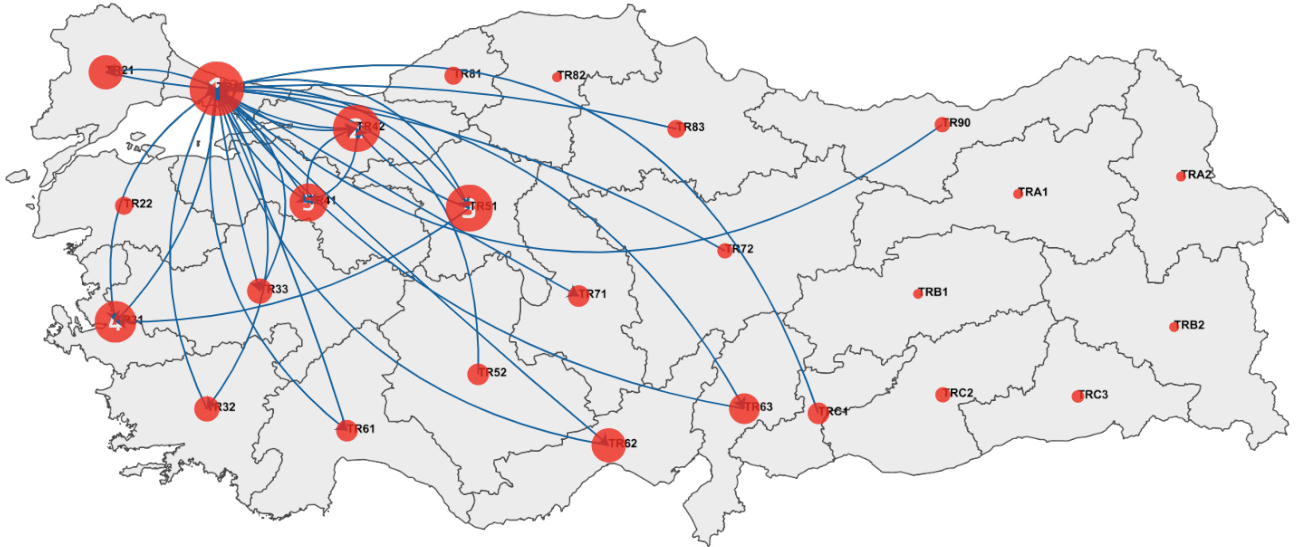 TR21
1
TR81
TR82
2
TR42
TR83
TR90
TRA2
TRA1
TR22
5
TR41
3
TR51
TR72
TR33
TR71
TRB1
4
TR31
TRB2
TR52
TR32
TR63
TRC1
TRC2
TRC3
TR61
TR62